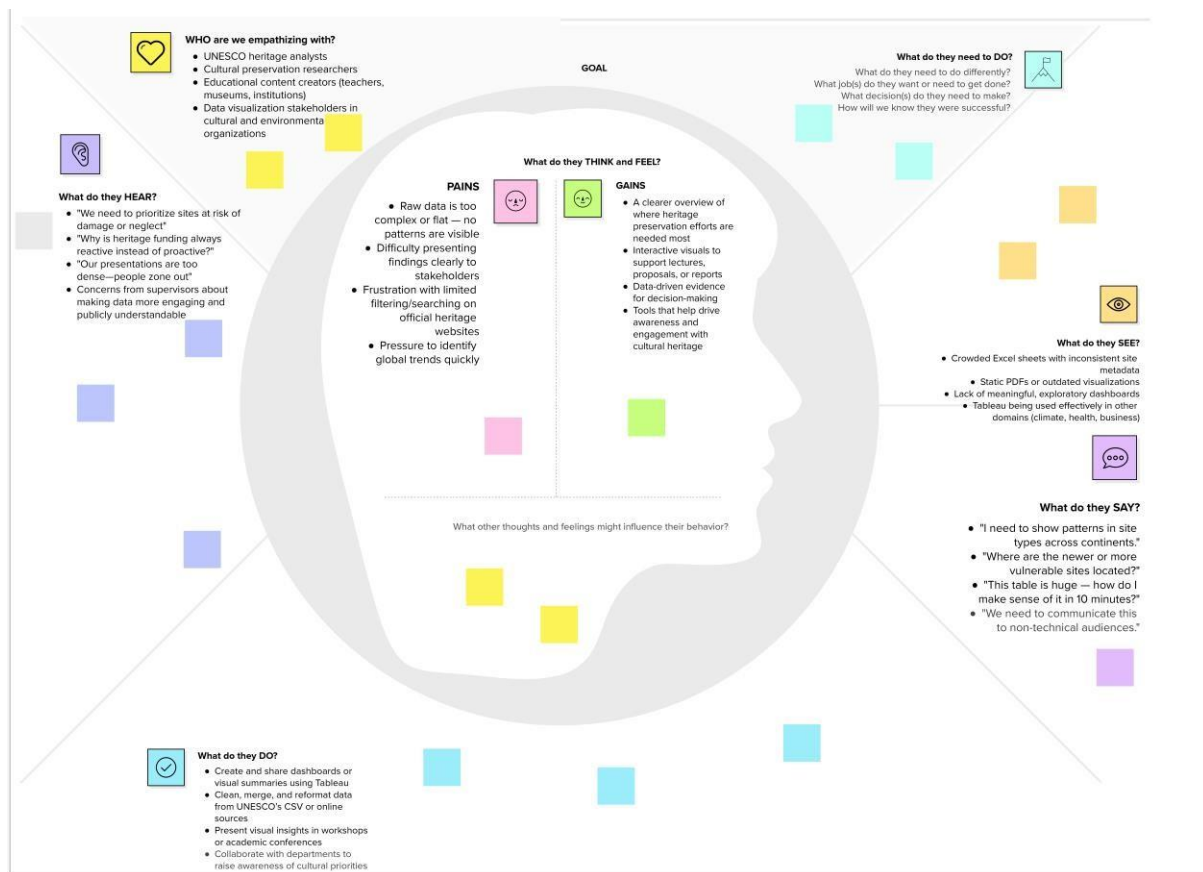 WHO are we empathizing with?
● UNESCO heritage analysts
● Cultural preservation researchers
● Educational content creators (teachers,
museums, institutions)
● Data visualization stakeholders in
cultural and environmenta
organizations
GOAL
What do they need to DO?
What do they need to do differently?
What job(s) do they want or need to get done?
What decision(s) do they need to make?
How will we know they were successful?
What do they HEAR?
● "We need to prioritize sites at risk of
damage or neglect"
● "Why is heritage funding always
reactive instead of proactive?"
● "Our presentations are too
dense—people zone out"
● Concerns from supervisors about
making data more engaging and
publicly understandable
What do they THINK and FEEL?
PAINS
● Raw data is too
complex or flat — no
patterns are visible
● Difficulty presenting
findings clearly to
stakeholders
● Frustration with limited
filtering/searching on
official heritage
websites
● Pressure to identify
global trends quickly
GAINS
● A clearer overview of
where heritage
preservation efforts are
needed most
● Interactive visuals to
support lectures,
proposals, or reports
● Data-driven evidence
for decision-making
● Tools that help drive
awareness and
engagement with
cultural heritage
What do they SEE?
● Crowded Excel sheets with inconsistent site
metadata
● Static PDFs or outdated visualizations
● Lack of meaningful, exploratory dashboards
● Tableau being used effectively in other
domains (climate, health, business)
What do they SAY?
● "I need to show patterns in site
types across continents."
● "Where are the newer or more
vulnerable sites located?"
● "This table is huge — how do I
make sense of it in 10 minutes?"
● "We need to communicate this
to non-technical audiences."
What other thoughts and feelings might influence their behavior?
What do they DO?
● Create and share dashboards or
visual summaries using Tableau
● Clean, merge, and reformat data
from UNESCO's CSV or online
sources
● Present visual insights in workshops
or academic conferences
● Collaborate with departments to
raise awareness of cultural priorities